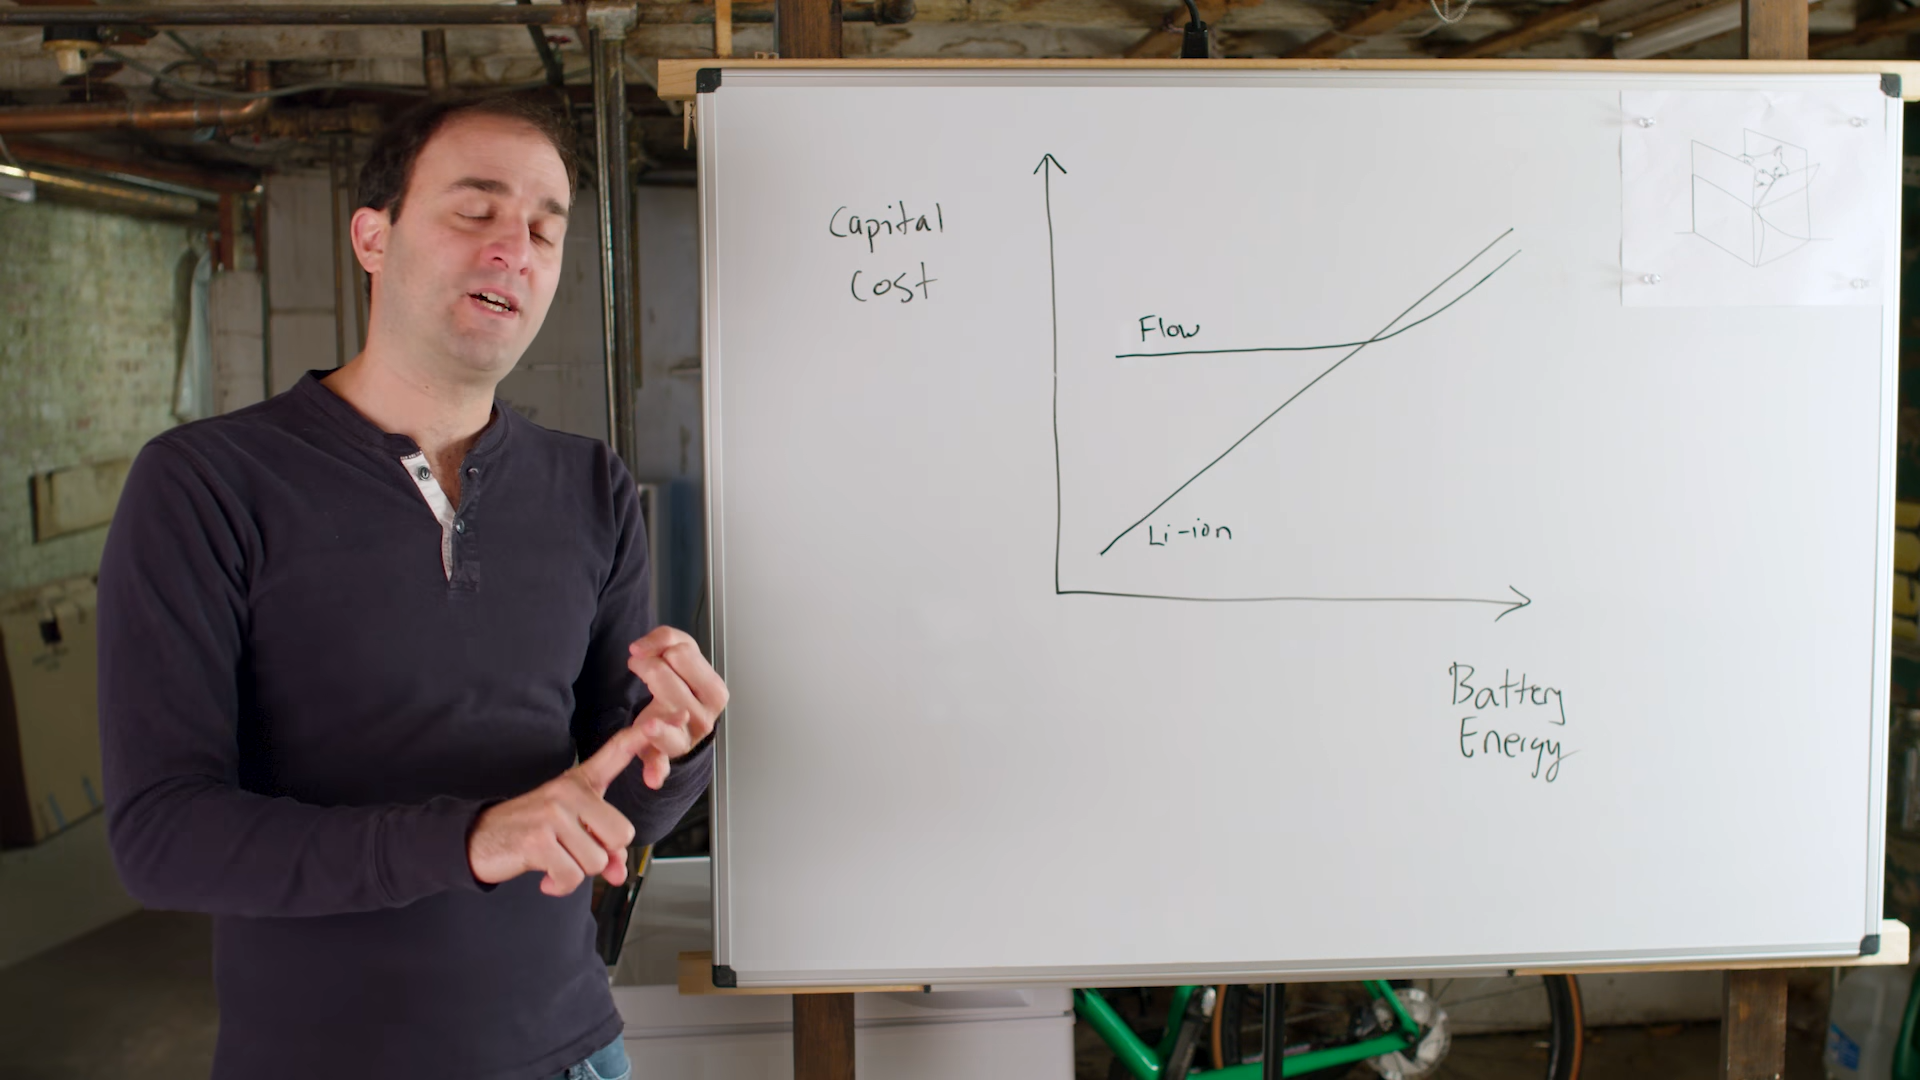 Capital
Cost
Flow
Li-ion
Battery
Energy